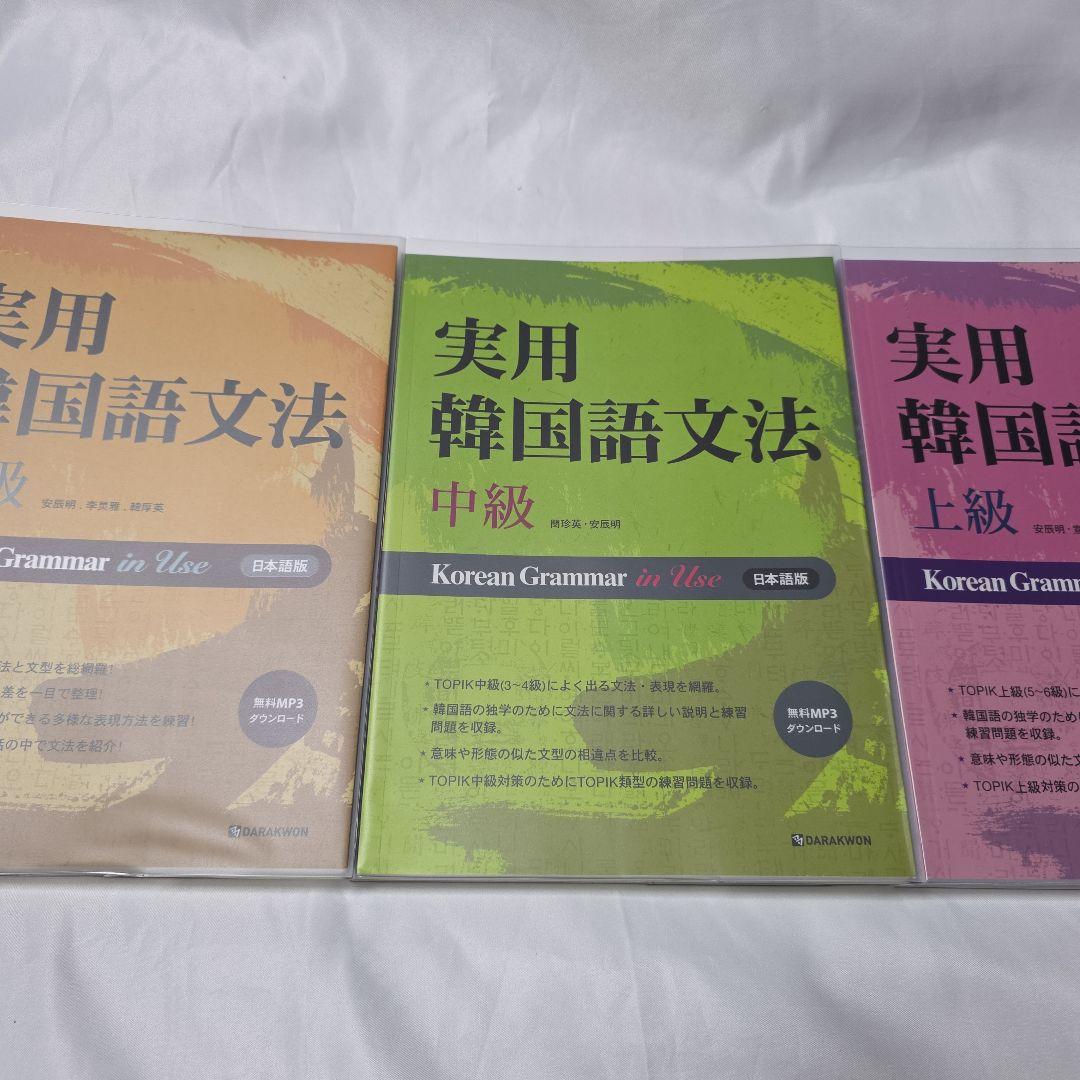 実用
韓国語文法
級
安辰明 . 李炅雅 . 韓厚英
Grammar in Use
日本語版
法と文型を総網羅!
差を一目で整理!
ができる多様な表現方法を練習!
話の中で文法を紹介!
無料MP3
ダウンロード
DARAKWON
実用
韓国語文法
中級
閔珍英・安辰明
Korean Grammar in Use
日本語版
★ TOPIK中級(3~4級)によく出る文法・表現を網羅。
★ 韓国語の独学のために文法に関する詳しい説明と練習
問題を収録。
★ 意味や形態の似た文型の相違点を比較。
★ TOPIK中級対策のためにTOPIK類型の練習問題を収録。
無料MP3
ダウンロード
DARAKWON
実用
韓国語
上級
安辰明・宣
Korean Gramm
★ TOPIK上級(5~6級)に
★ 韓国語の独学のため
練習問題を収録。
★ 意味や形態の似た文
★ TOPIK上級対策の